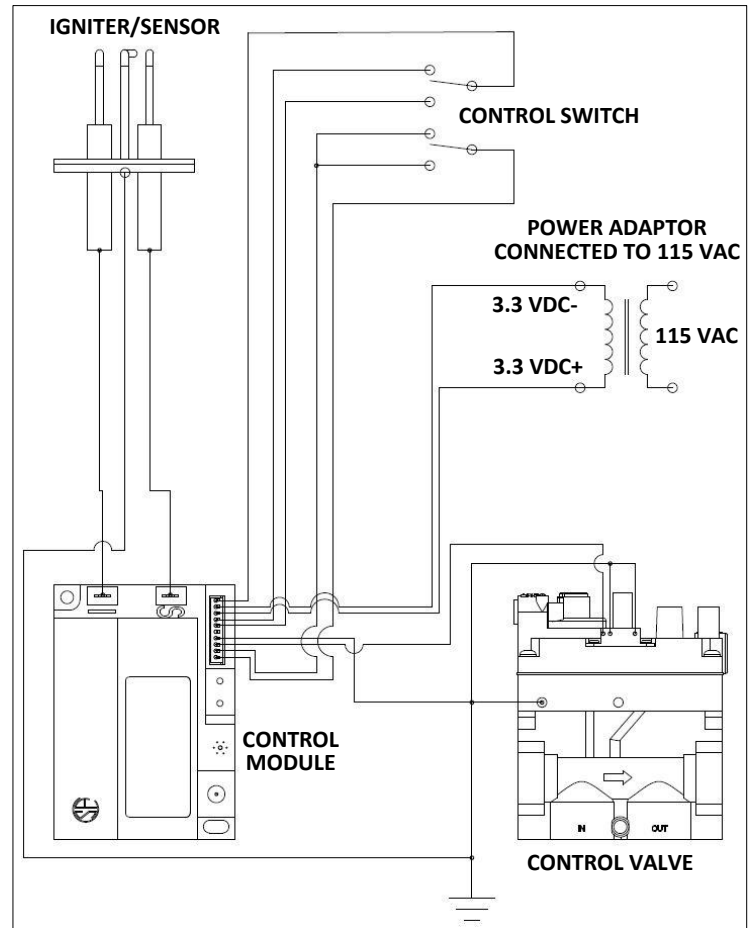 IGNITER/SENSOR
CONTROL SWITCH
POWER ADAPTOR
CONNECTED TO 115 VAC
3.3 VDC-
115 VAC
3.3 VDC+
I
S
CONTROL
MODULE
IN
OUT
CONTROL VALVE